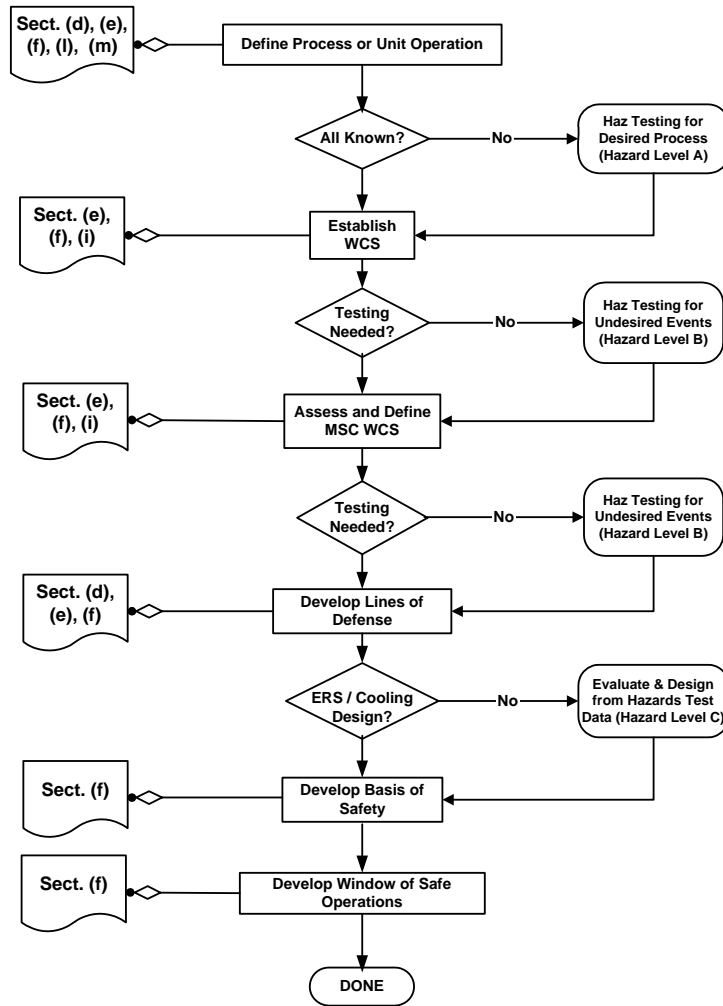 Sect. (d), (e),
(f), (l), (m)
Define Process or Unit Operation
All Known?
No
Haz Testing for
Desired Process
(Hazard Level A)
Sect. (e),
(f), (i)
Establish
WCS
Testing
Needed?
No
Haz Testing for
Undesired Events
(Hazard Level B)
Sect. (e),
(f), (i)
Assess and Define
MSC WCS
Testing
Needed?
No
Haz Testing for
Undesired Events
(Hazard Level B)
Sect. (d),
(e), (f)
Develop Lines of
Defense
ERS / Cooling
Design?
No
Evaluate & Design
from Hazards Test
Data (Hazard Level C)
Sect. (f)
Develop Basis of
Safety
Sect. (f)
Develop Window of Safe
Operations
DONE